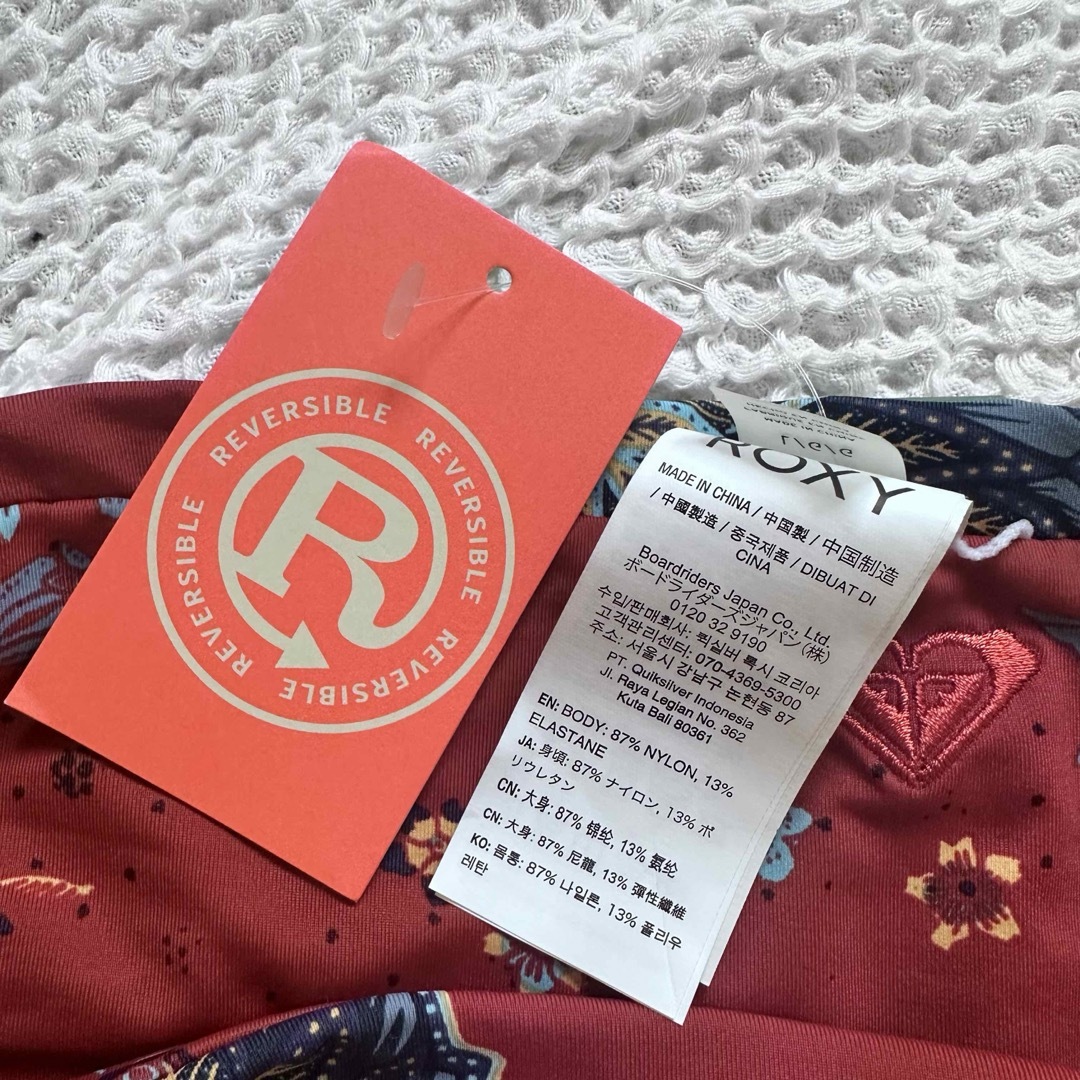 REVERSIBLE REVERSIBLE REVERSIBLE REVERSIBLE REVERSIBLE
R
MADE IN CHINA
L/G/G
ROXY
MADE IN CHINA / 中国製 / 中国制造
/ 中國製造 / 중국제품 / DIBUAT DI
CINA
Boardriders Japan Co., Ltd.
ボードライダーズジャパン(株)
0120 32 9190
수입/판매회사: 퀵실버 록시 코리아
고객관리센터: 070-4369-5300
주소: 서울시 강남구 논현동 87
PT. Quiksilver Indonesia
Jl. Raya Legian No. 362
Kuta Bali 80361
EN: BODY: 87% NYLON, 13%
ELASTANE
JA: 身頃: 87% ナイロン, 13% ポ
リウレタン
CN: 大身: 87% 锦纶, 13% 氨纶
CN: 大身: 87% 尼龍, 13% 彈性纖維
KO: 몸통: 87% 나일론, 13% 폴리우
레탄